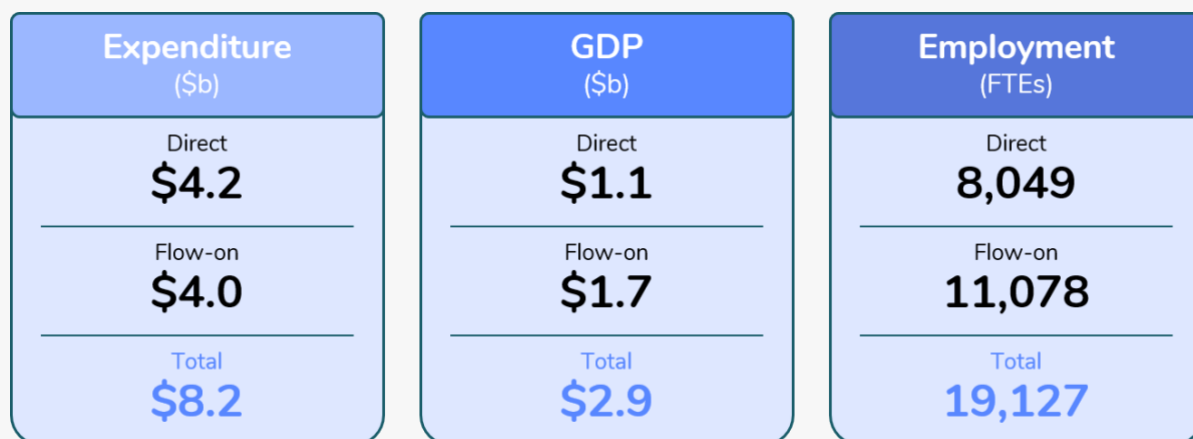 Expenditure
($b)
Direct
$4.2
Flow-on
$4.0
Total
$8.2
GDP
($b)
Direct
$1.1
Flow-on
$1.7
Total
$2.9
Employment
(FTEs)
Direct
8,049
Flow-on
11,078
Total
19,127